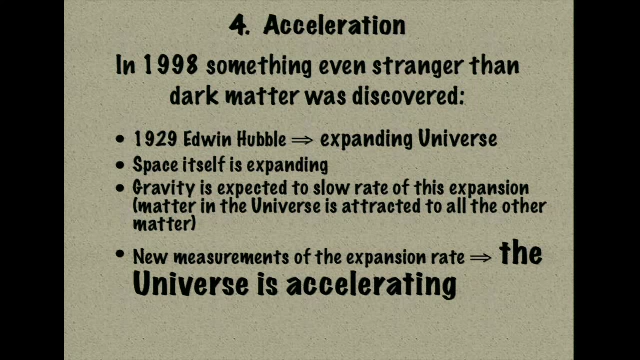 4. Acceleration
In 1998 something even stranger than
dark matter was discovered:
• 1929 Edwin Hubble ⇒ expanding Universe
• Space itself is expanding
• Gravity is expected to slow rate of this expansion
(matter in the Universe is attracted to all the other
matter)
• New measurements of the expansion rate ⇒ the
Universe is accelerating